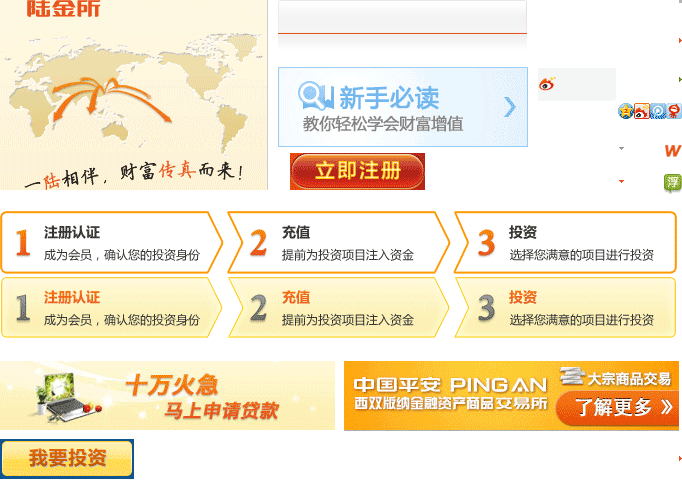 陆金所
一陆相伴，财富传真而来！
新手必读
教你轻松学会财富增值
立即注册
W
浮
1 注册认证
成为会员，确认您的投资身份
2 充值
提前为投资项目注入资金
3 投资
选择您满意的项目进行投资
1 注册认证
成为会员，确认您的投资身份
2 充值
提前为投资项目注入资金
3 投资
选择您满意的项目进行投资
十万火急
马上申请贷款
中国平安 PINGAN
西双版纳金融资产商品交易所
大宗商品交易
了解更多 》
我要投资